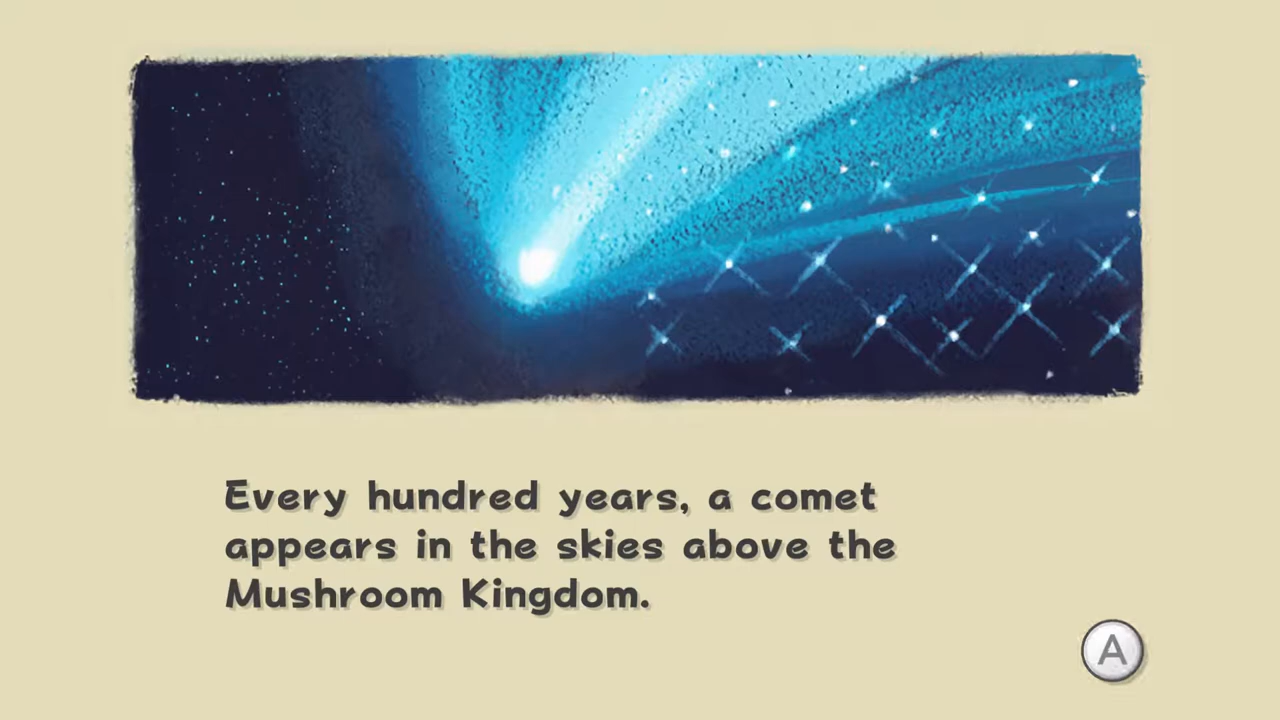 Every hundred years, a comet
appears in the skies above the
Mushroom Kingdom.
A